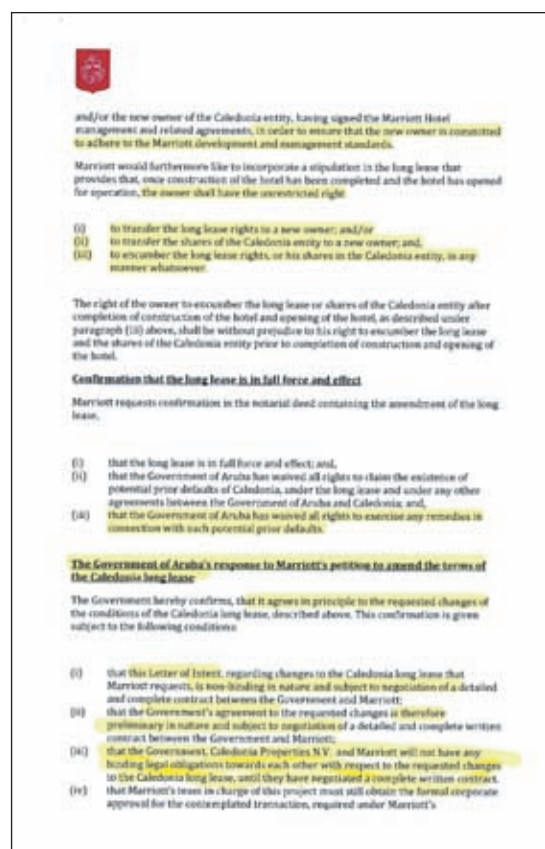 and/or the new owner of the Caledonia entity, having signed the Marriott Hotel
management and related agreements, in order to ensure that the new owner is committed
to adhere to the Marriott development and management standards.
Marriott would furthermore like to incorporate a stipulation in the long lease that
provides that, once construction of the hotel has been completed and the hotel has opened
for operation, the owner shall have the unrestricted right
(i) to transfer the long lease rights to a new owner; and/or
(ii) to transfer the shares of the Caledonia entity to a new owner; and,
(iii) to encumber the long lease rights, or his shares in the Caledonia entity, in any
manner whatsoever.
The right of the owner to encumber the long lease or shares of the Caledonia entity after
completion of construction of the hotel and opening of the hotel, as described under
paragraph (iii) above, shall be without prejudice to his right to encumber the long lease
and the shares of the Caledonia entity prior to completion of construction and opening of
the hotel.
Confirmation that the long lease is in full force and effect
Marriott requests confirmation in the notarial deed containing the amendment of the long
lease,
(i) that the long lease is in full force and effect; and,
(ii) that the Government of Aruba has waived all rights to claim the existence of
potential prior defaults of Caledonia, under the long lease and under any other
agreements between the Government of Aruba and Caledonia; and,
(iii) that the Government of Aruba has waived all rights to exercise any remedies in
connection with such potential prior defaults.
The Government of Aruba's response to Marriott's petition to amend the terms of
the Caledonia long lease
The Government hereby confirms, that it agrees in principle to the requested changes of
the conditions of the Caledonia long lease, described above. This confirmation is given
subject to the following conditions:
(i) that this Letter of Intent, regarding changes to the Caledonia long lease that
Marriott requests, is non-binding in nature and subject to negotiation of a detailed
and complete contract between the Government and Marriott;
(ii) that the Government's agreement to the requested changes is therefore
preliminary in nature and subject to negotiation of a detailed and complete written
contract between the Government and Marriott;
(iii) that the Government, Caledonia Properties N.V. and Marriott will not have any
binding legal obligations towards each other with respect to the requested changes
to the Caledonia long lease, until they have negotiated a complete written contract.
(iv) that Marriott's team in charge of this project must still obtain the formal corporate
approval for the contemplated transaction, required under Marriott's